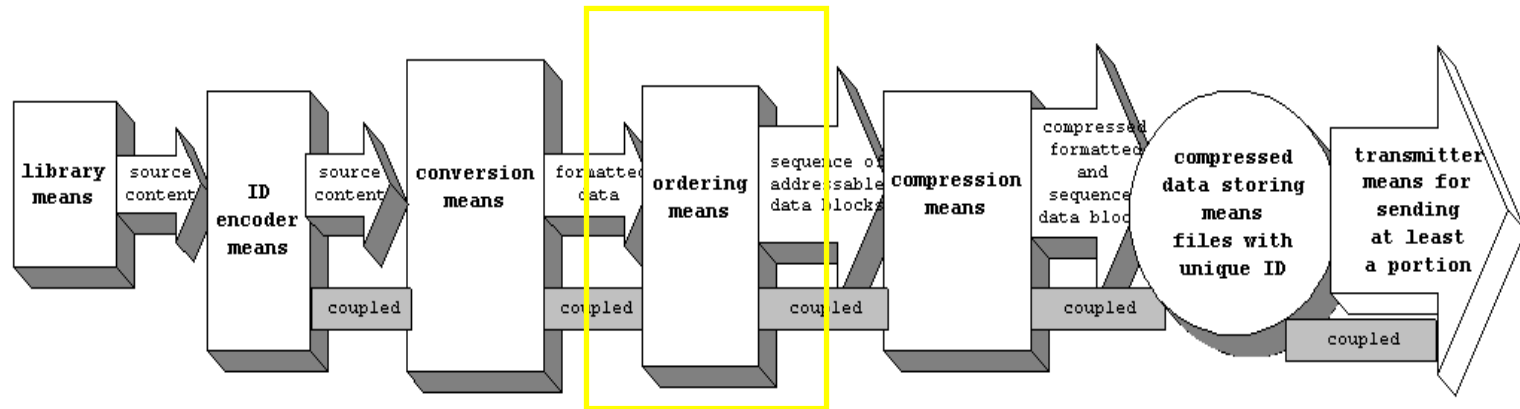 library
means
source
content
ID
encoder
means
source
content
coupled
conversion
means
formatted
data
coupled
ordering
means
sequence of
addressable
data blocks
coupled
compression
means
compressed
formatted
and
sequence
data bloc
coupled
compressed
data storing
means
files with
unique ID
transmitter
means for
sending
at least
a portion
coupled